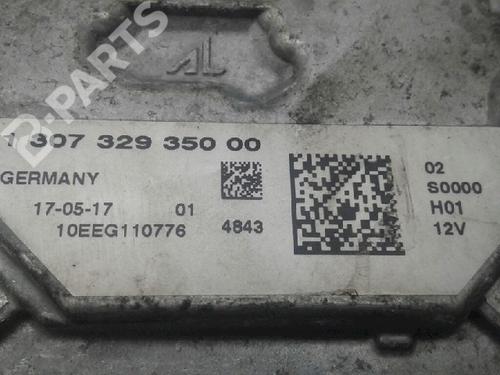 B-PARTS
AL
1 307 329 350 00
GERMANY
17-05-17 01
10EEG110776 4843
02
S0000
H01
12V